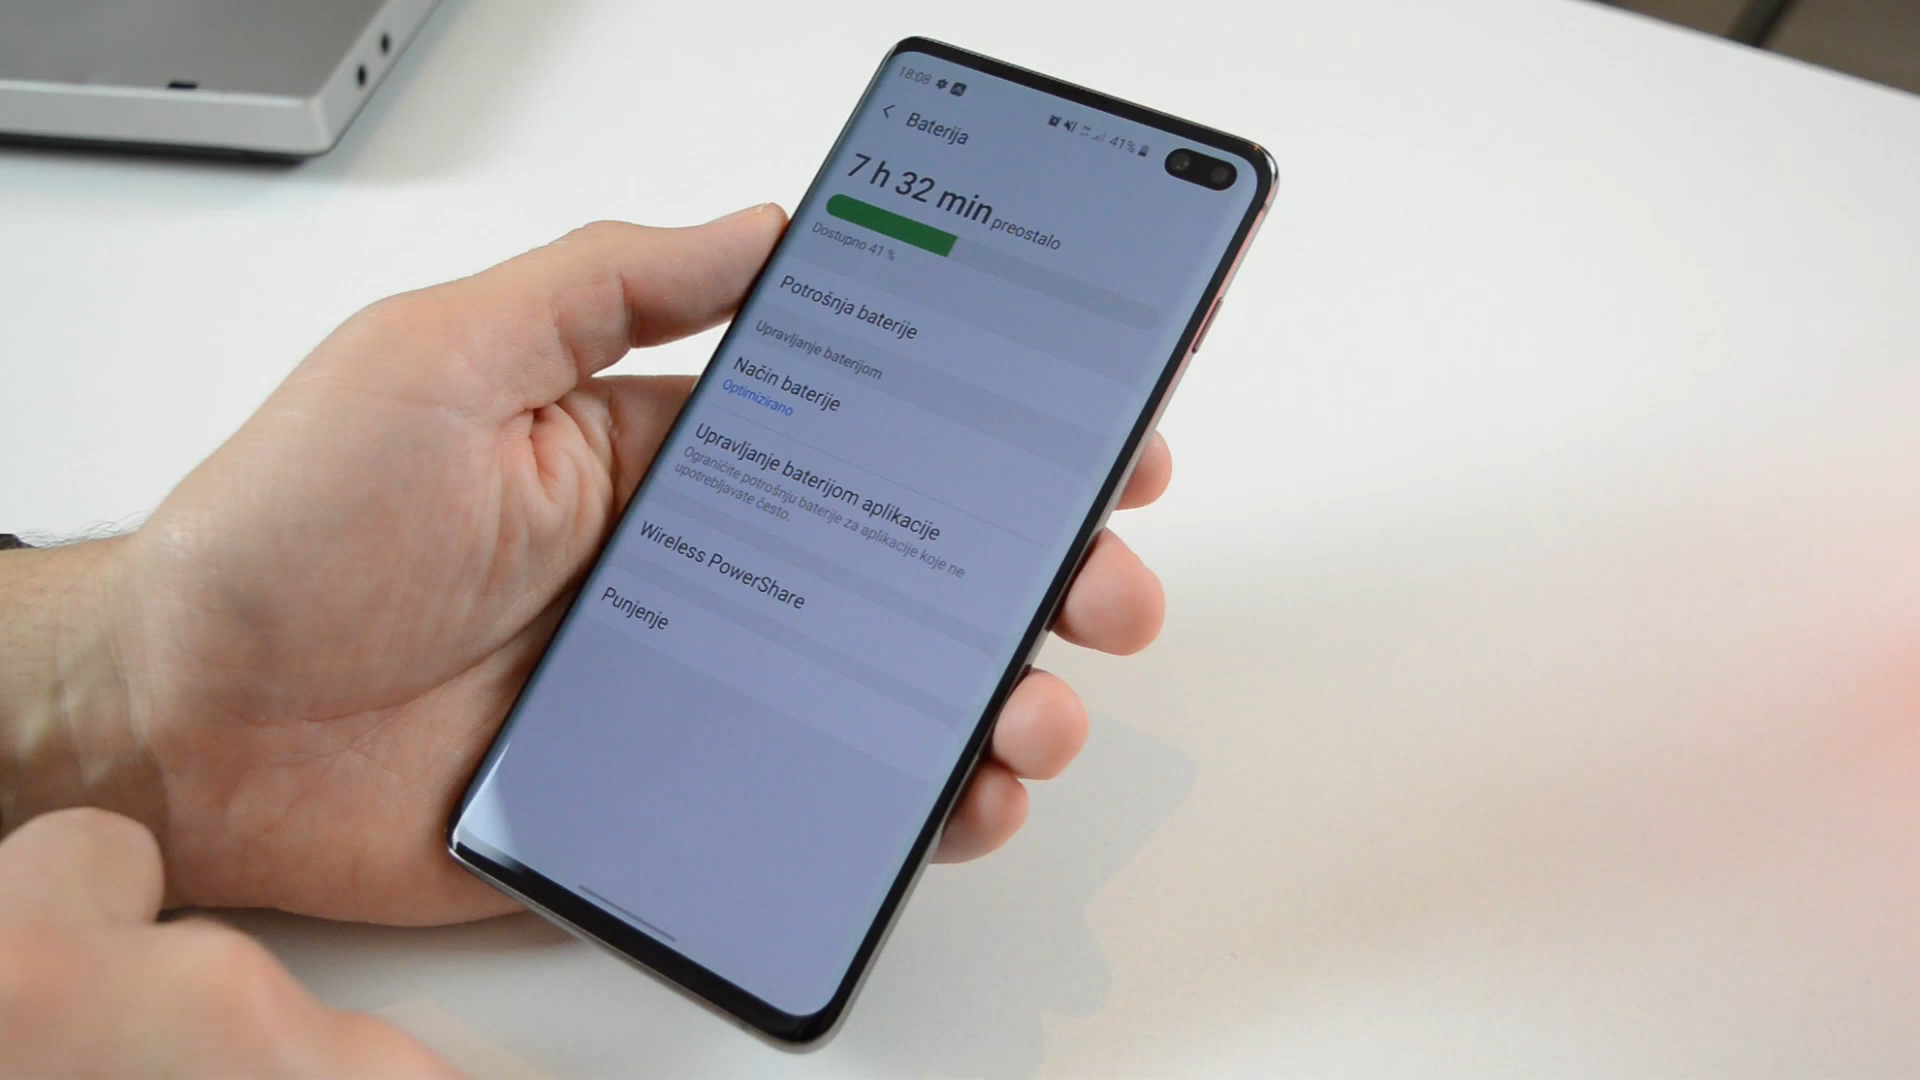 18:08
41%
Baterija
7 h 32 min preostalo
Dostupno 41 %
Potrošnja baterije
Upravljanje baterijom
Način baterije
Optimizirano
Upravljanje baterijom aplikacije
Ograničite potrošnju baterije za aplikacije koje ne
upotrebljavate često.
Wireless PowerShare
Punjenje